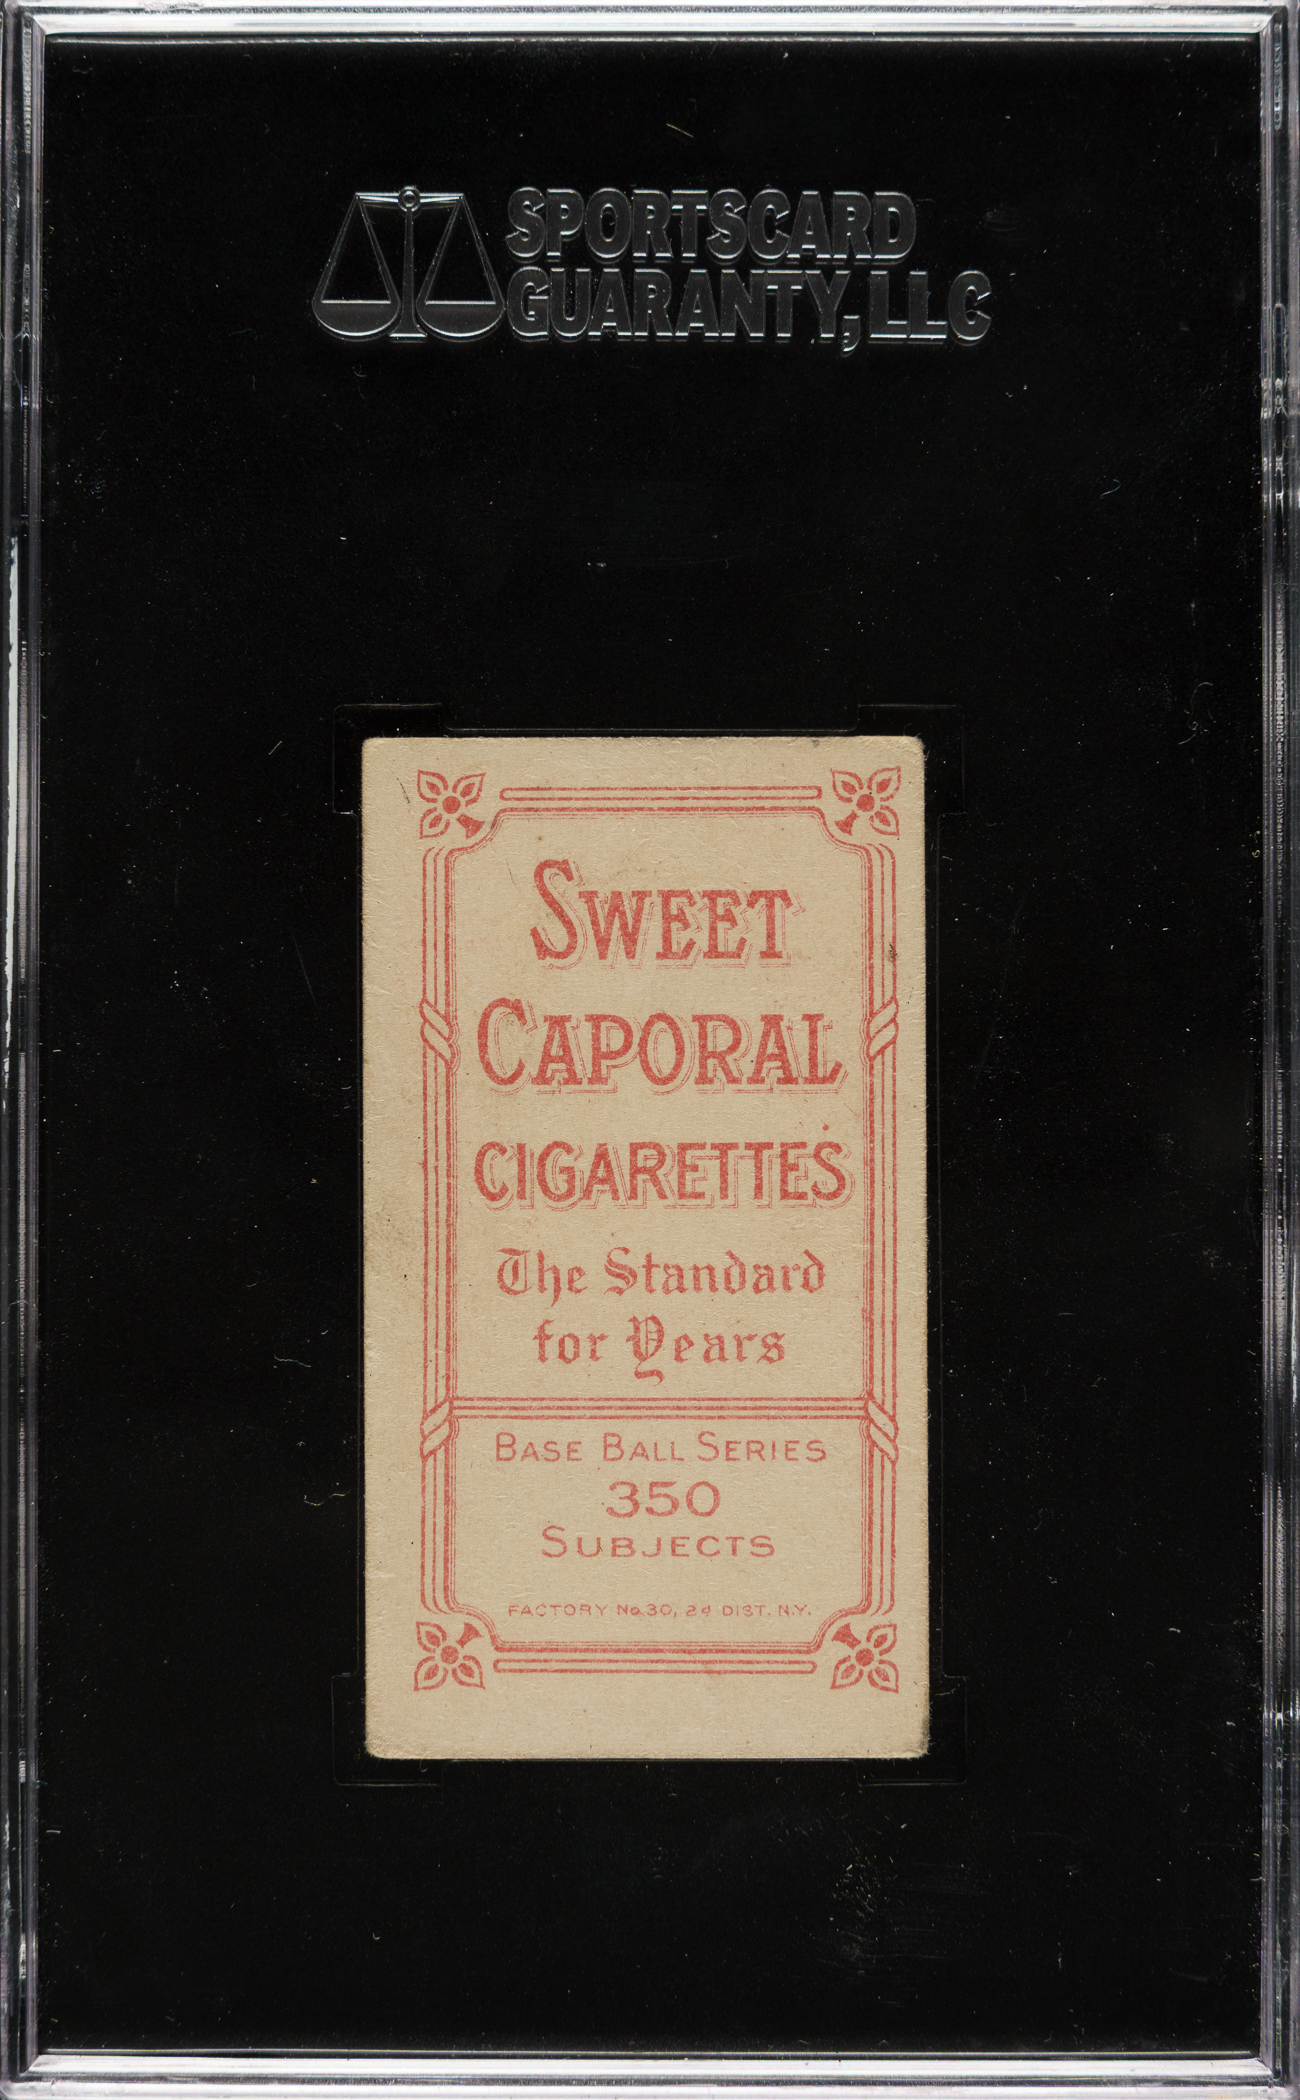 SPORTSCARD
GUARANTY, LLC
SWEET
CAPORAL
CIGARETTES
The Standard
for Years
BASE BALL SERIES
350
SUBJECTS
FACTORY No. 30, 2d DIST. N.Y.